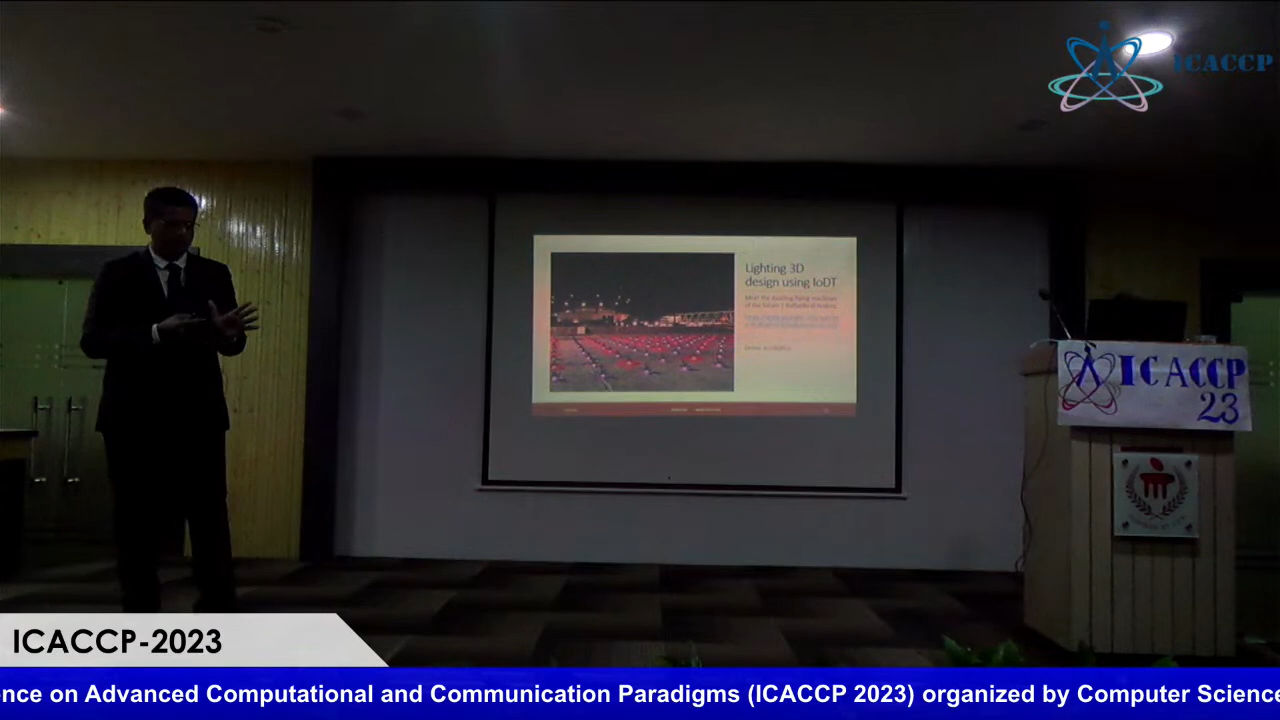 ICACCP
Lighting 3D
design using IoDT
ICACCP
23
ICACCP-2023
nce on Advanced Computational and Communication Paradigms (ICACCP 2023) organized by Computer Science